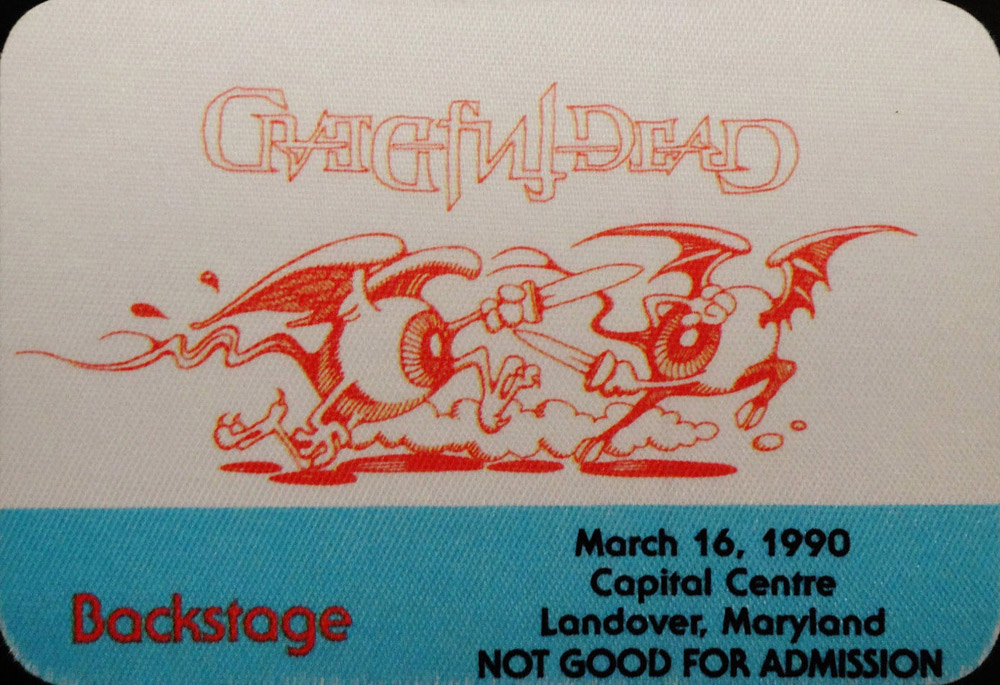 Grateful Dead
Backstage
March 16, 1990
Capital Centre
Landover, Maryland
NOT GOOD FOR ADMISSION